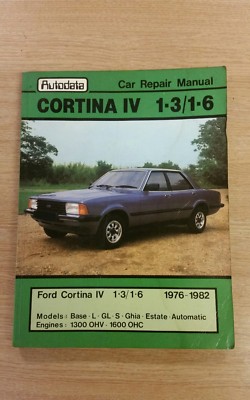 Autodata
Car Repair Manual
CORTINA IV 1·3/1·6
Ford Cortina IV 1·3/1·6 1976-1982
Models: Base · L · GL · S · Ghia · Estate · Automatic
Engines: 1300 OHV · 1600 OHC